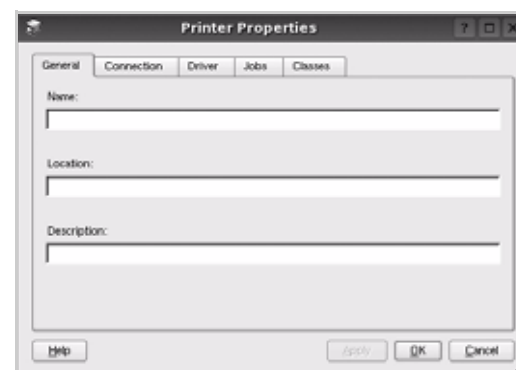 Printer Properties
General Connection Driver Jobs Classes
Name:
Location:
Description:
Help Apply OK Cancel